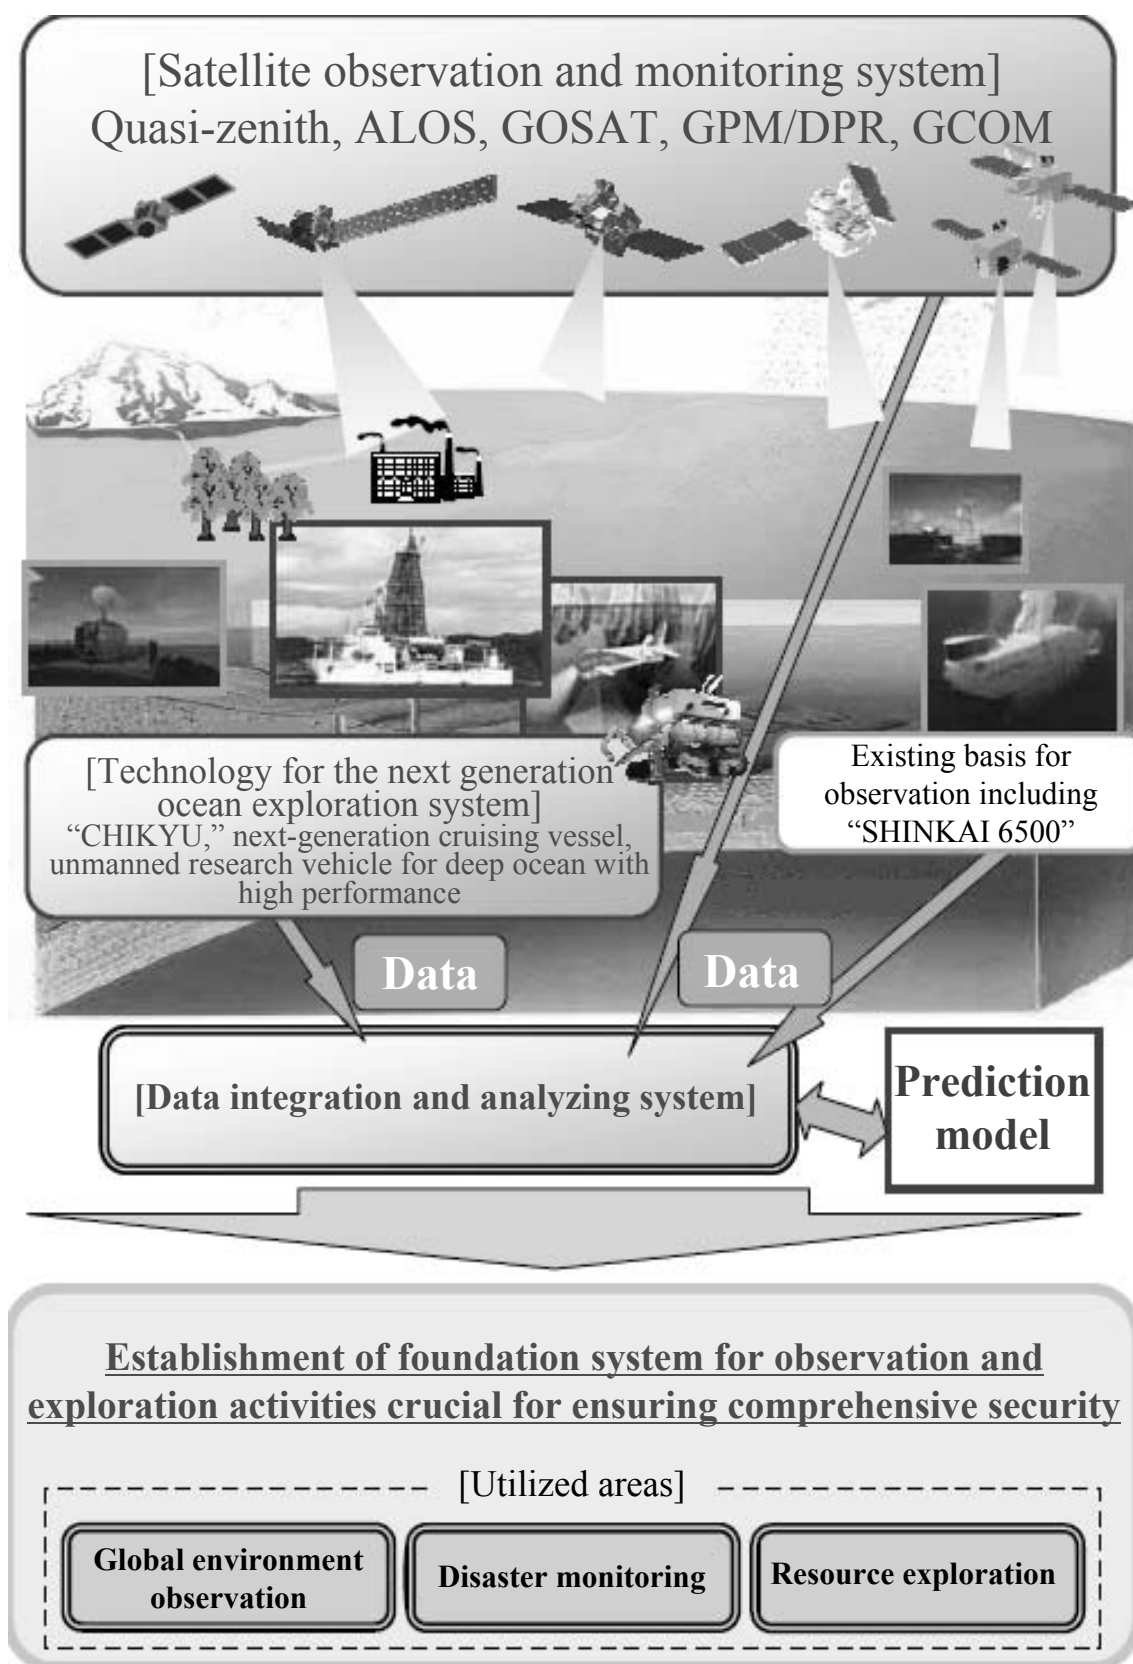 [Satellite observation and monitoring system]
Quasi-zenith, ALOS, GOSAT, GPM/DPR, GCOM
[Technology for the next generation
ocean exploration system]
“CHIKYU,” next-generation cruising vessel,
unmanned research vehicle for deep ocean with
high performance
Existing basis for
observation including
“SHINKAI 6500”
Data
Data
[Data integration and analyzing system]
Prediction
model
Establishment of foundation system for observation and
exploration activities crucial for ensuring comprehensive security
[Utilized areas]
Global environment
observation
Disaster monitoring
Resource exploration